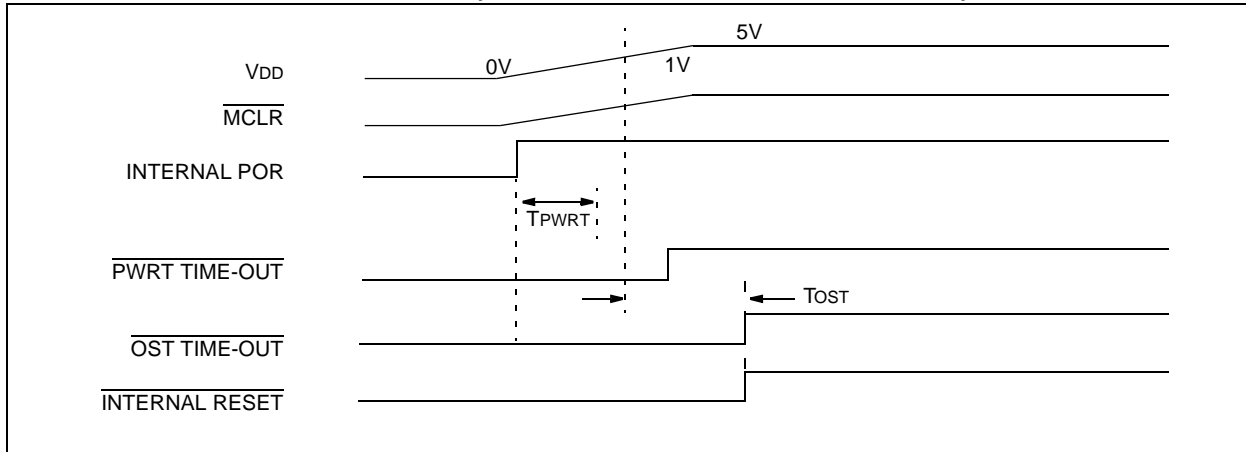 5V
VDD 0V 1V
MCLR
INTERNAL POR
TPWRT
PWRT TIME-OUT
TOST
OST TIME-OUT
INTERNAL RESET